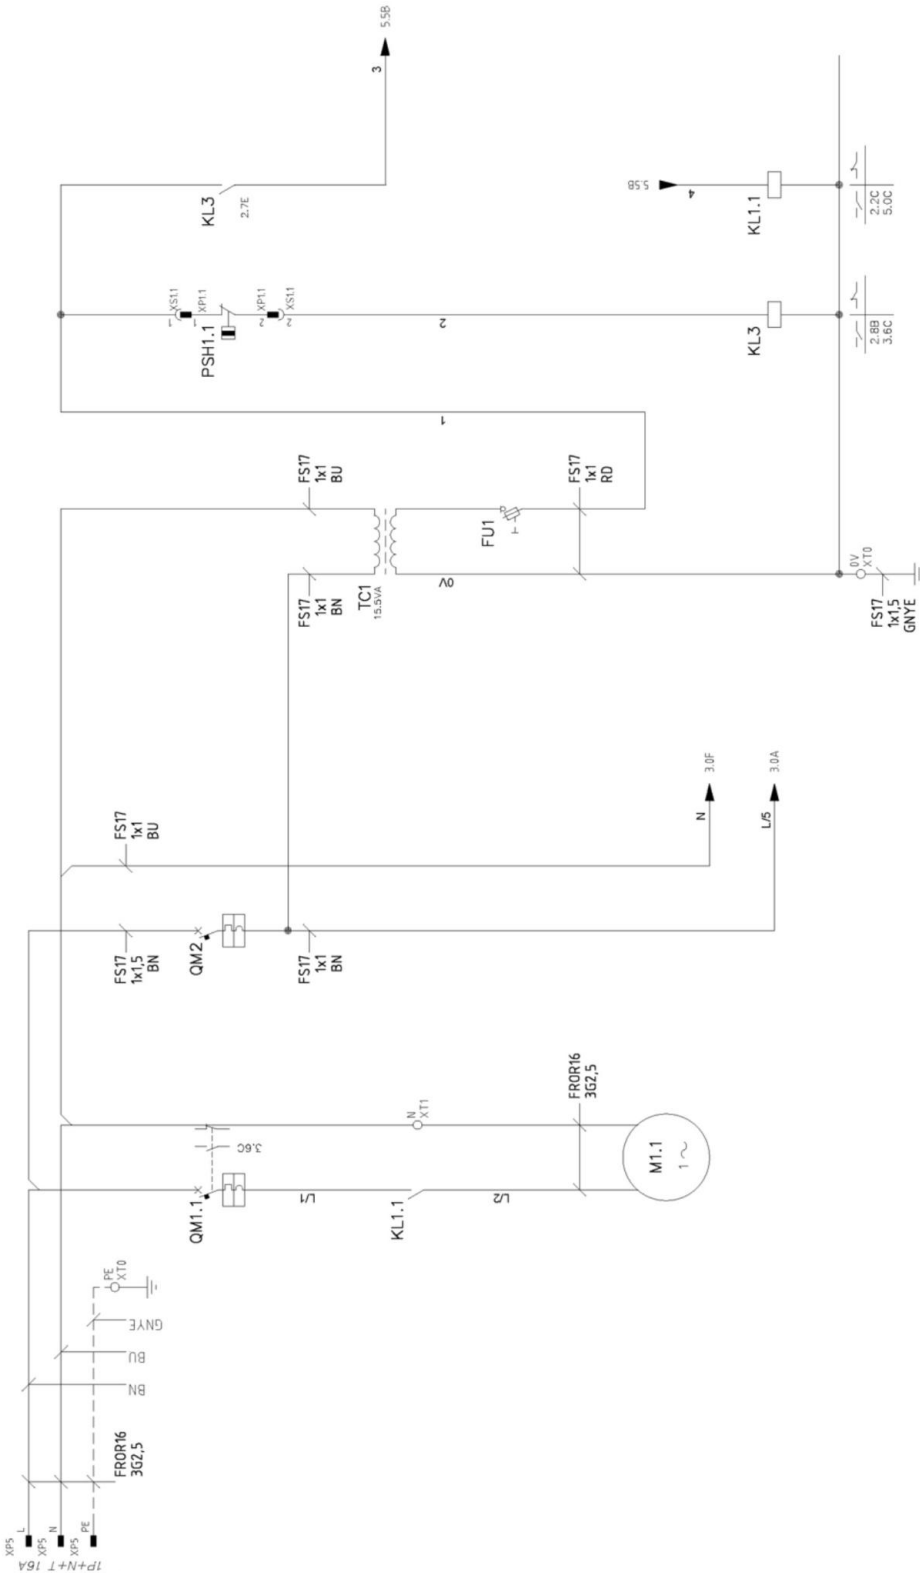 XP5
L
XP5
N
XP5
PE
1P+N+T 16A
FROR16
3G2,5
BN
BU
GNYE
PE
XT0
QM1.1
3.6C
L/1
KL1.1
L/2
N
XT1
FROR16
3G2,5
M1.1
1 ~
FS17
1x1,5
BN
QM2
FS17
1x1
BN
FS17
1x1
BU
N
3.0F
L/5
3.0A
FS17
1x1
BN
FS17
1x1
BU
TC1
15.5VA
0V
FU1
FS17
1x1
RD
0V
XT0
FS17
1x1,5
GNYE
1
XS1.1
1
XP1.1
1
PSH1.1
XP1.1
2
XS1.1
2
2
KL3
2.8B
3.6C
KL3
2.7E
3
5.5B
5.5B
4
KL1.1
2.2C
5.0C